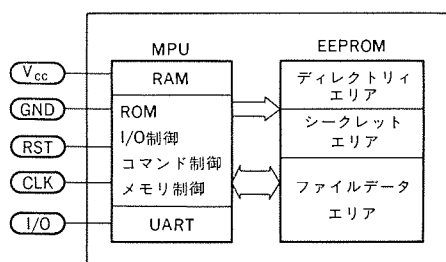 MPU
EEPROM
Vcc
GND
RST
CLK
I/O
RAM
ROM
I/O制御
コマンド制御
メモリ制御
UART
ディレクトリィ
エリア
シークレット
エリア
ファイルデータ
エリア